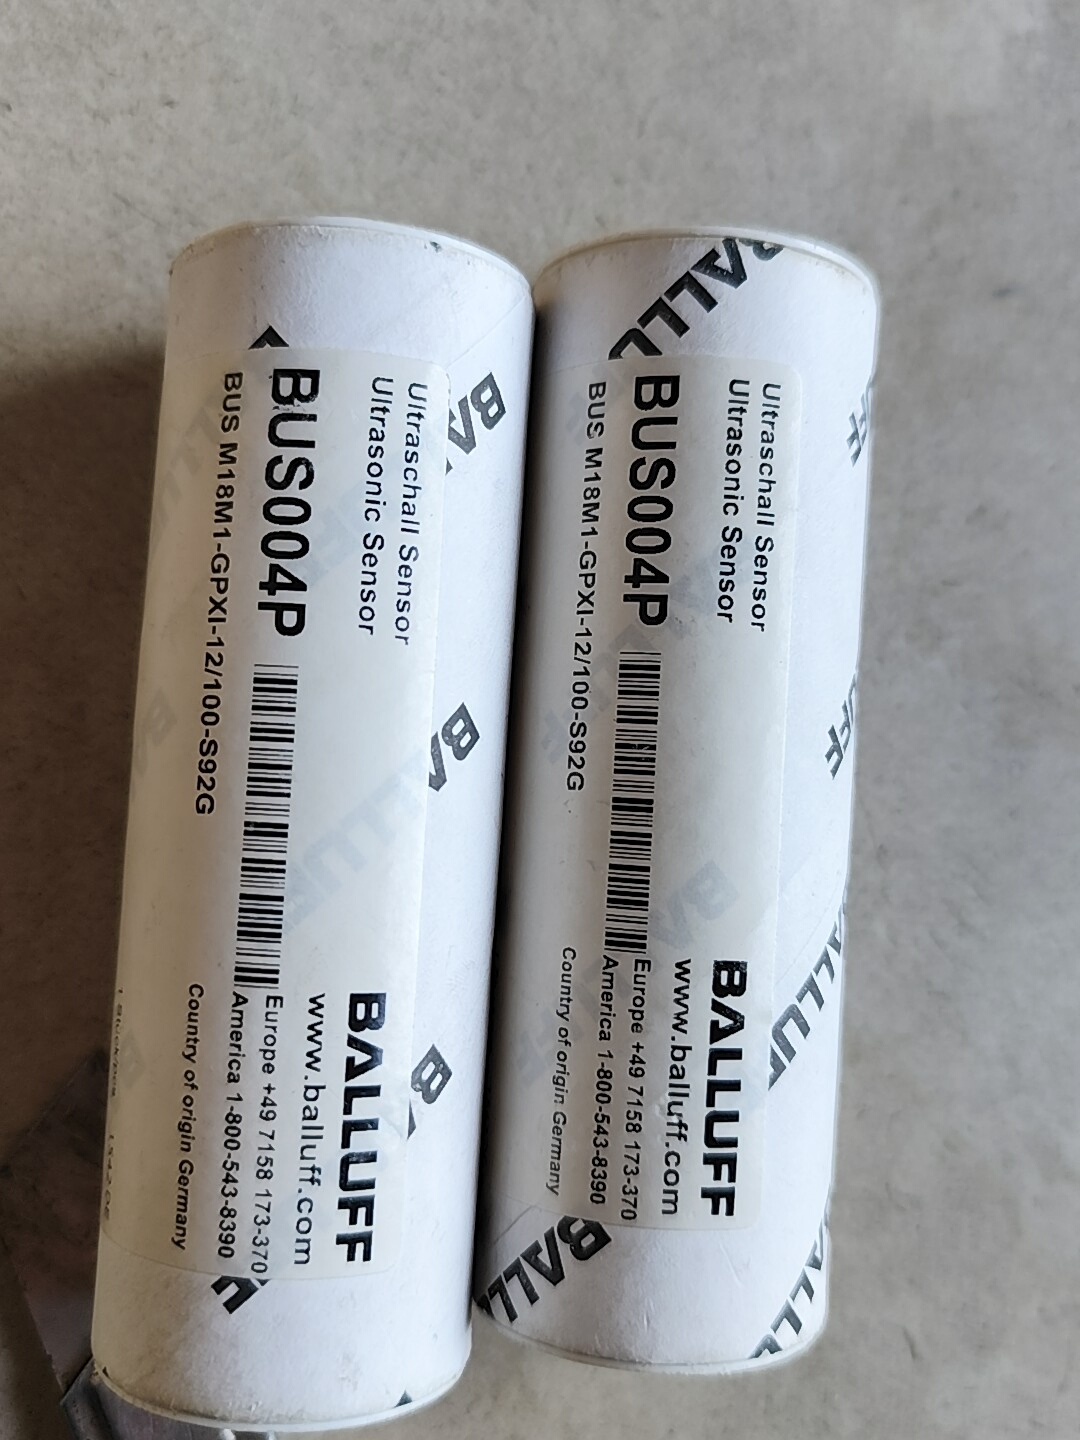 Ultraschall Sensor
Ultrasonic Sensor
BUS004P
BUS M18M1-GPXI-12/100-S92G
BALLUFF
www.balluff.com
Europe +49 7158 173-370
America 1-800-543-8390
Country of origin Germany
Ultraschall Sensor
Ultrasonic Sensor
BUS004P
BUS M18M1-GPXI-12/100-S92G
BALLUFF
www.balluff.com
Europe +49 7158 173-370
America 1-800-543-8390
Country of origin Germany